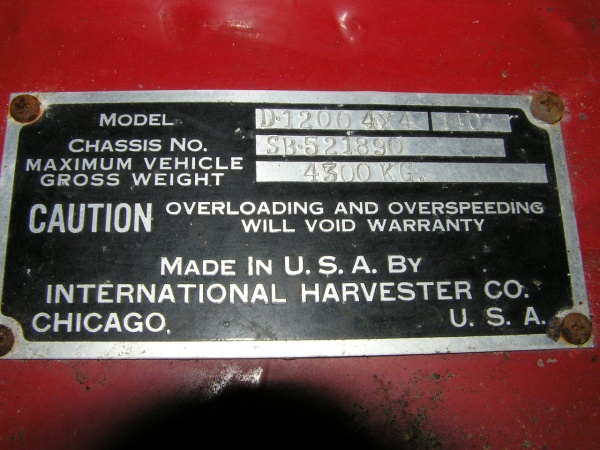 MODEL D-1200 4X4 140
CHASSIS NO. SB-521890
MAXIMUM VEHICLE
GROSS WEIGHT 4300 KG.
CAUTION OVERLOADING AND OVERSPEEDING
WILL VOID WARRANTY
MADE IN U. S. A. BY
INTERNATIONAL HARVESTER CO.
CHICAGO, U. S. A.